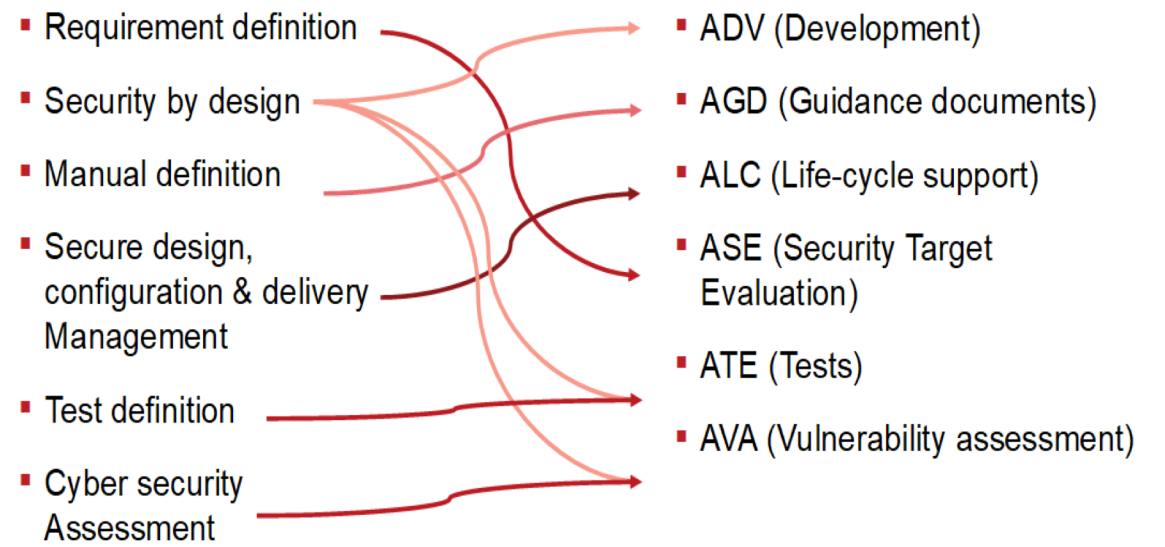 Requirement definition
Security by design
Manual definition
Secure design,
configuration & delivery
Management
Test definition
Cyber security
Assessment
ADV (Development)
AGD (Guidance documents)
ALC (Life-cycle support)
ASE (Security Target
Evaluation)
ATE (Tests)
AVA (Vulnerability assessment)